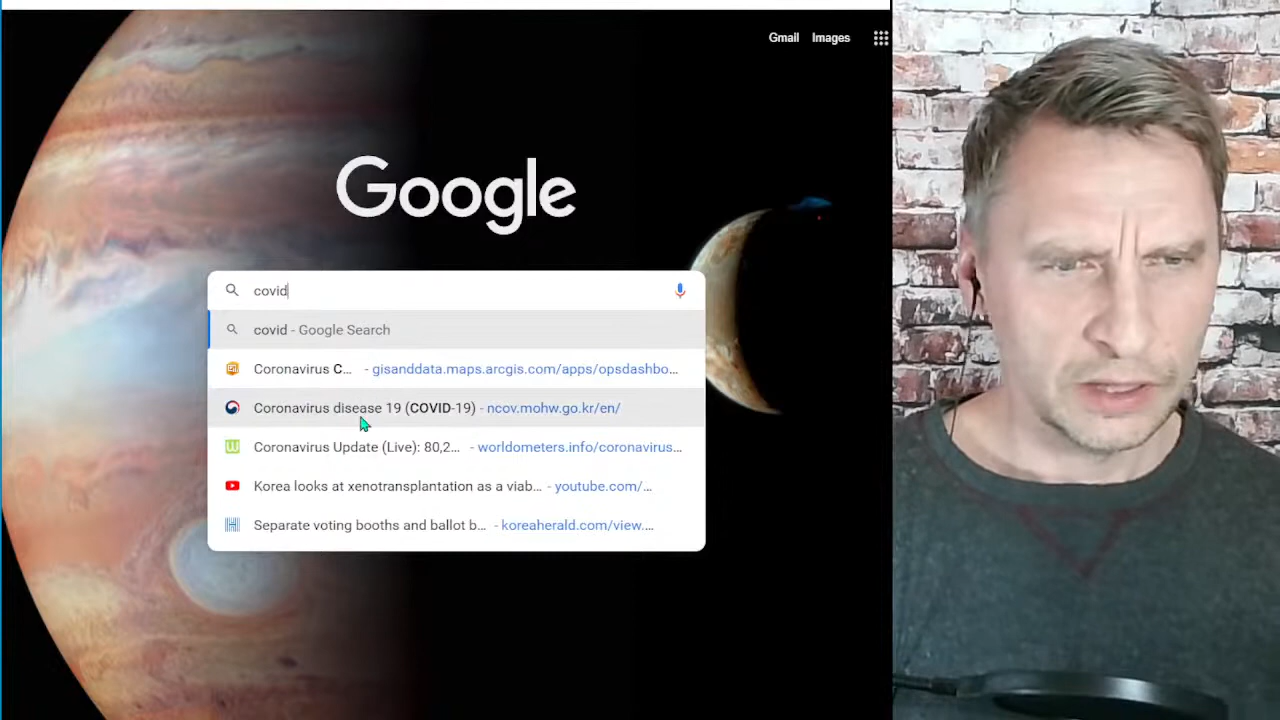 Gmail Images
Google
covid
covid - Google Search
Coronavirus C... - gisanddata.maps.arcgis.com/apps/opsdashbo...
Coronavirus disease 19 (COVID-19) - ncov.mohw.go.kr/en/
Coronavirus Update (Live): 80,2... - worldometers.info/coronavirus...
Korea looks at xenotransplantation as a viab... - youtube.com/...
Separate voting booths and ballot b... - koreaherald.com/view....